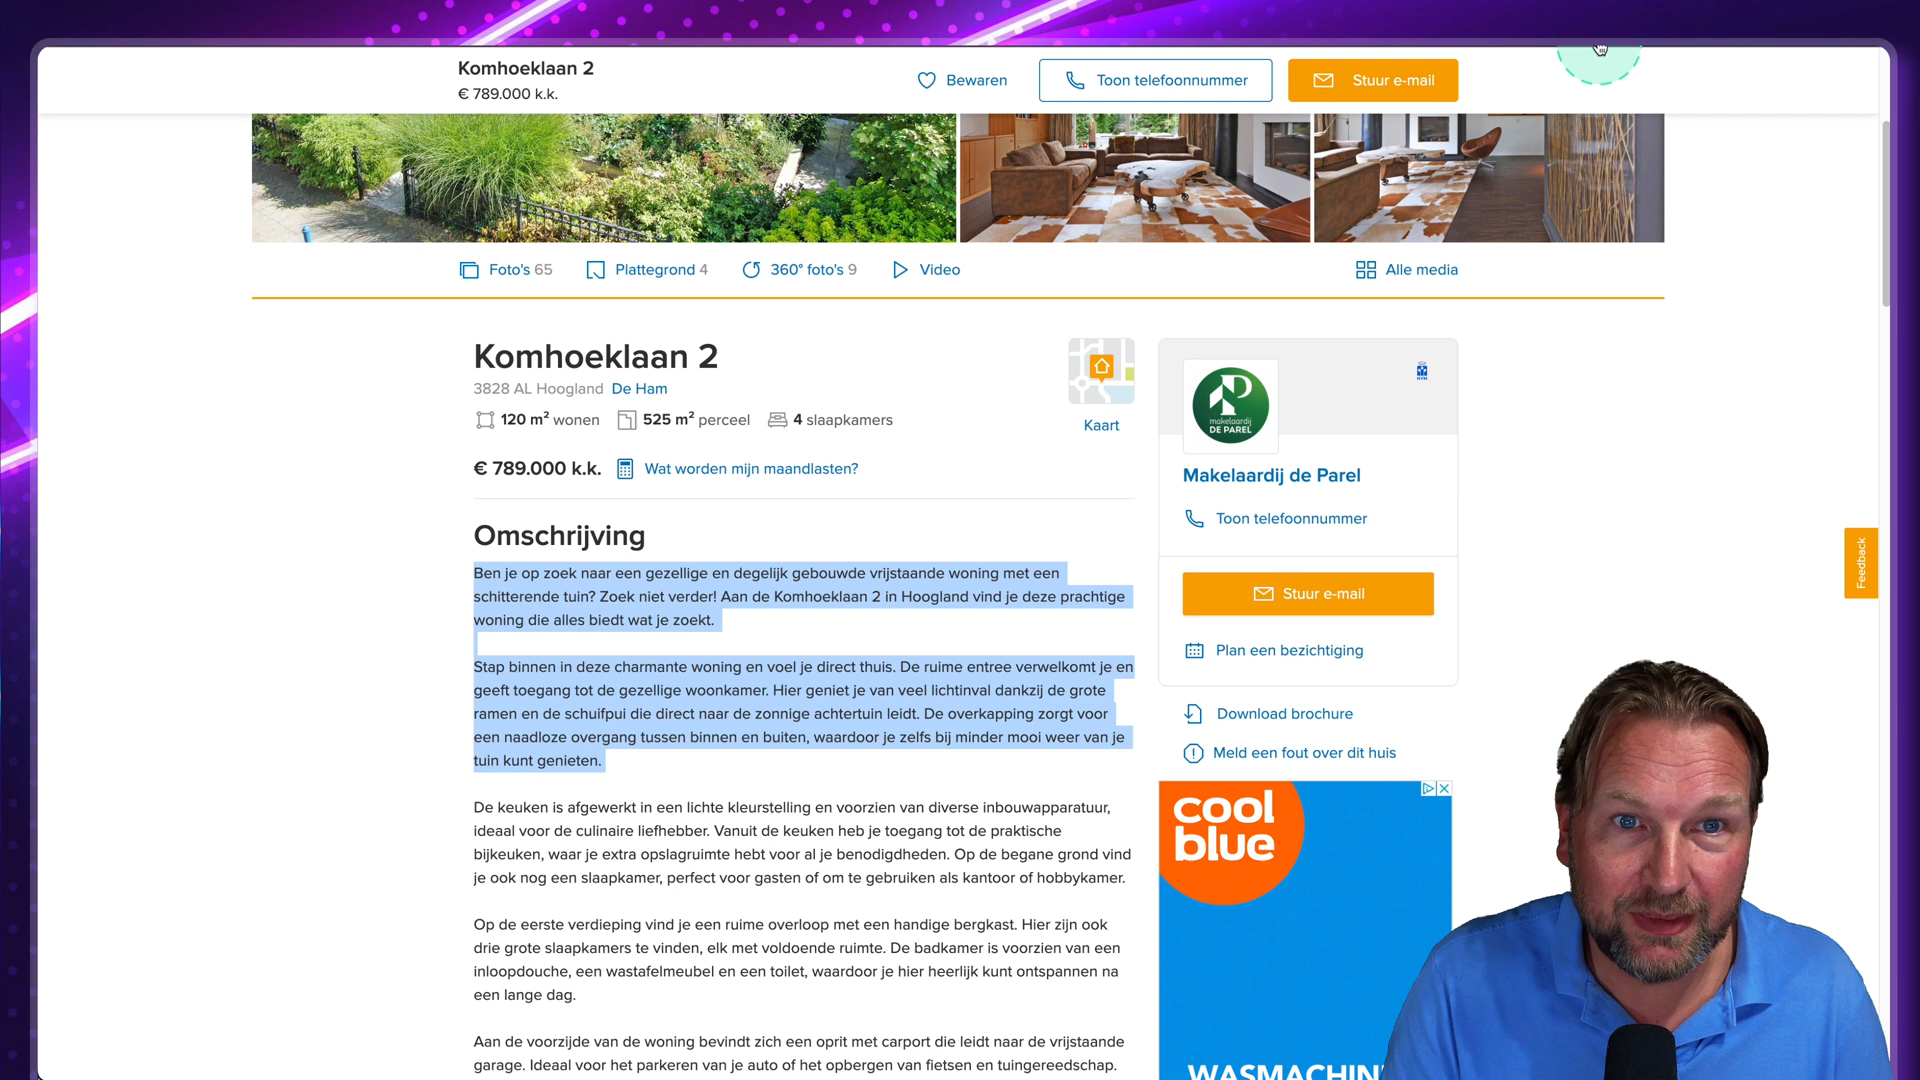 Komhoeklaan 2
€ 789.000 k.k.
Bewaren
Toon telefoonnummer
Stuur e-mail
Foto's 65
Plattegrond 4
360° foto's 9
Video
Alle media
Komhoeklaan 2
3828 AL Hoogland De Ham
120 m² wonen 525 m² perceel 4 slaapkamers
€ 789.000 k.k. Wat worden mijn maandlasten?
Kaart
Omschrijving
Ben je op zoek naar een gezellige en degelijk gebouwde vrijstaande woning met een
schitterende tuin? Zoek niet verder! Aan de Komhoeklaan 2 in Hoogland vind je deze prachtige
woning die alles biedt wat je zoekt.
Stap binnen in deze charmante woning en voel je direct thuis. De ruime entree verwelkomt je en
geeft toegang tot de gezellige woonkamer. Hier geniet je van veel lichtinval dankzij de grote
ramen en de schuifpui die direct naar de zonnige achtertuin leidt. De overkapping zorgt voor
een naadloze overgang tussen binnen en buiten, waardoor je zelfs bij minder mooi weer van je
tuin kunt genieten.
De keuken is afgewerkt in een lichte kleurstelling en voorzien van diverse inbouwapparatuur,
ideaal voor de culinaire liefhebber. Vanuit de keuken heb je toegang tot de praktische
bijkeuken, waar je extra opslagruimte hebt voor al je benodigdheden. Op de begane grond vind
je ook nog een slaapkamer, perfect voor gasten of om te gebruiken als kantoor of hobbykamer.
Op de eerste verdieping vind je een ruime overloop met een handige bergkast. Hier zijn ook
drie grote slaapkamers te vinden, elk met voldoende ruimte. De badkamer is voorzien van een
inloopdouche, een wastafelmeubel en een toilet, waardoor je hier heerlijk kunt ontspannen na
een lange dag.
Aan de voorzijde van de woning bevindt zich een oprit met carport die leidt naar de vrijstaande
garage. Ideaal voor het parkeren van je auto of het opbergen van fietsen en tuingereedschap.
makelaardij
DE PAREL
Makelaardij de Parel
Toon telefoonnummer
Stuur e-mail
Plan een bezichtiging
Download brochure
Meld een fout over dit huis
cool
blue
WASMACHIN
Feedback